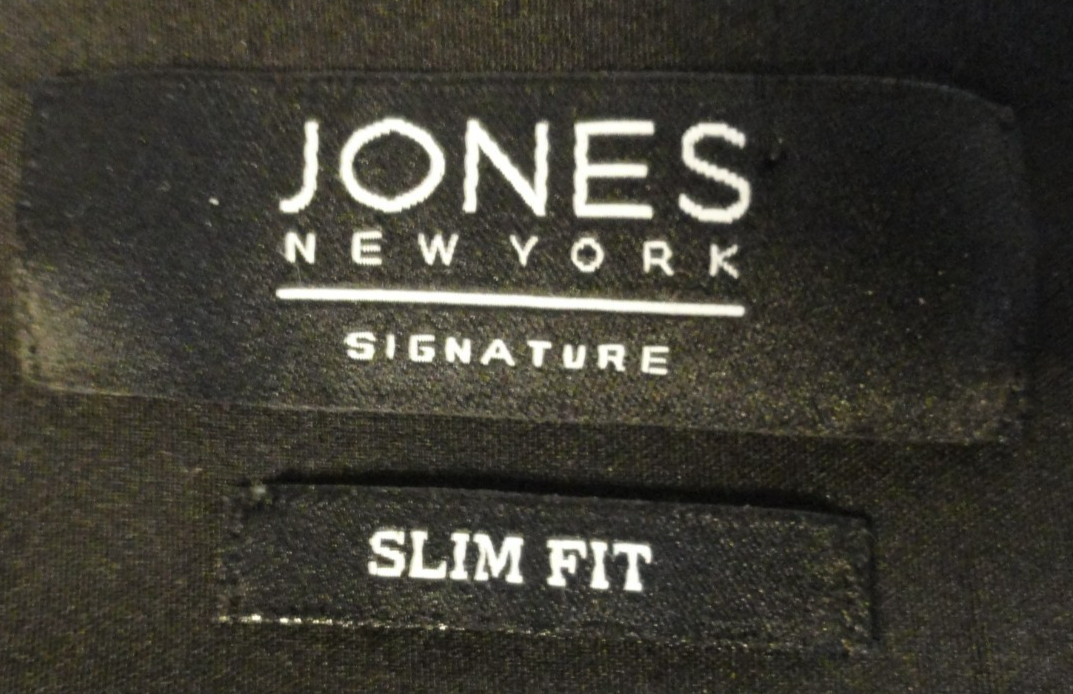 JONES
NEW YORK
SIGNATURE
SLIM FIT